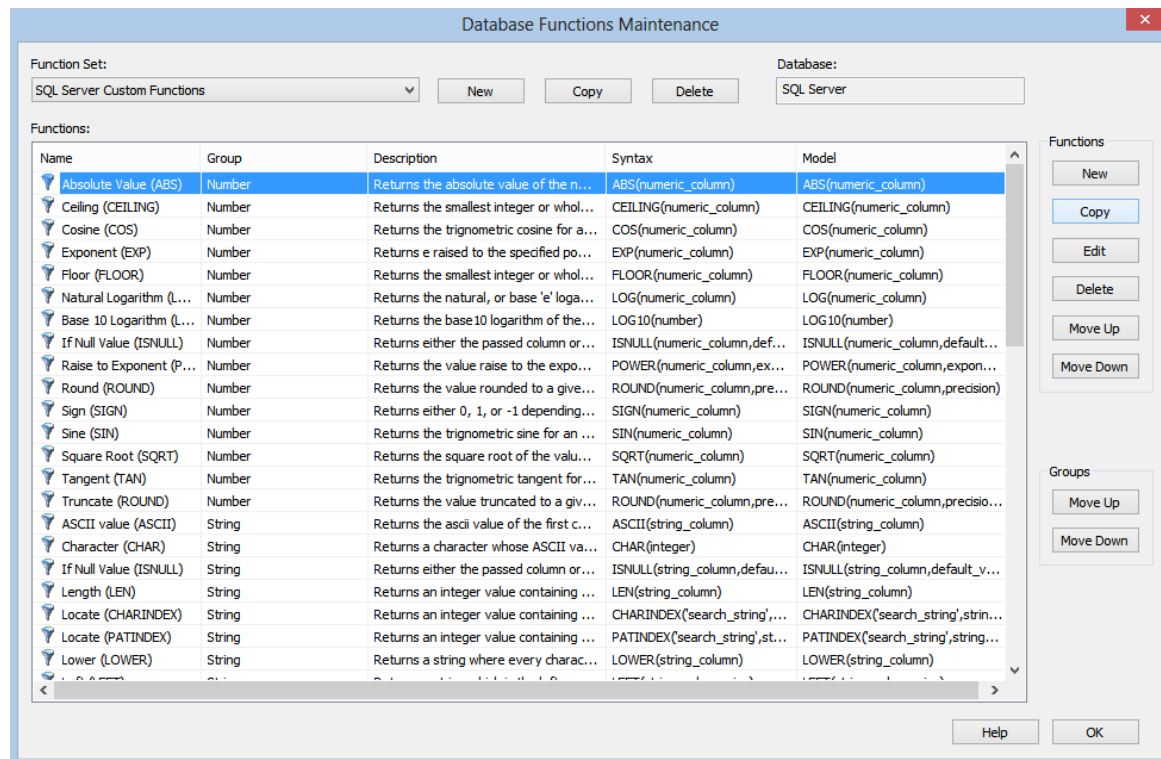 Database Functions Maintenance
Function Set: Database:
SQL Server Custom Functions New Copy Delete SQL Server
Functions:
Functions
Name Group Description Syntax Model
New
Absolute Value (ABS) Number Returns the absolute value of the n... ABS(numeric_column) ABS(numeric_column)
Ceiling (CEILING) Number Returns the smallest integer or whol... CEILING(numeric_column) CEILING(numeric_column)
Copy
Cosine (COS) Number Returns the trignometric cosine for a... COS(numeric_column) COS(numeric_column)
Exponent (EXP) Number Returns e raised to the specified po... EXP(numeric_column) EXP(numeric_column)
Edit
Floor (FLOOR) Number Returns the smallest integer or whol... FLOOR(numeric_column) FLOOR(numeric_column)
Natural Logarithm (L... Number Returns the natural, or base 'e' loga... LOG(numeric_column) LOG(numeric_column)
Delete
Base 10 Logarithm (L... Number Returns the base10 logarithm of the... LOG10(number) LOG10(number)
If Null Value (ISNULL) Number Returns either the passed column or... ISNULL(numeric_column,def... ISNULL(numeric_column,default...
Move Up
Raise to Exponent (P... Number Returns the value raise to the expo... POWER(numeric_column,ex... POWER(numeric_column,expon...
Move Down
Round (ROUND) Number Returns the value rounded to a give... ROUND(numeric_column,pre... ROUND(numeric_column,precision)
Sign (SIGN) Number Returns either 0, 1, or -1 depending... SIGN(numeric_column) SIGN(numeric_column)
Sine (SIN) Number Returns the trignometric sine for an ... SIN(numeric_column) SIN(numeric_column)
Square Root (SQRT) Number Returns the square root of the valu... SQRT(numeric_column) SQRT(numeric_column)
Tangent (TAN) Number Returns the trignometric tangent for... TAN(numeric_column) TAN(numeric_column)
Groups
Truncate (ROUND) Number Returns the value truncated to a giv... ROUND(numeric_column,pre... ROUND(numeric_column,precisio...
Move Up
ASCII value (ASCII) String Returns the ascii value of the first c... ASCII(string_column) ASCII(string_column)
Character (CHAR) String Returns a character whose ASCII va... CHAR(integer) CHAR(integer)
Move Down
If Null Value (ISNULL) String Returns either the passed column or... ISNULL(string_column,defau... ISNULL(string_column,default_v...
Length (LEN) String Returns an integer value containing ... LEN(string_column) LEN(string_column)
Locate (CHARINDEX) String Returns an integer value containing ... CHARINDEX('search_string',... CHARINDEX('search_string',strin...
Locate (PATINDEX) String Returns an integer value containing ... PATINDEX('search_string',st... PATINDEX('search_string',string...
Lower (LOWER) String Returns a string where every charac... LOWER(string_column) LOWER(string_column)
Help OK